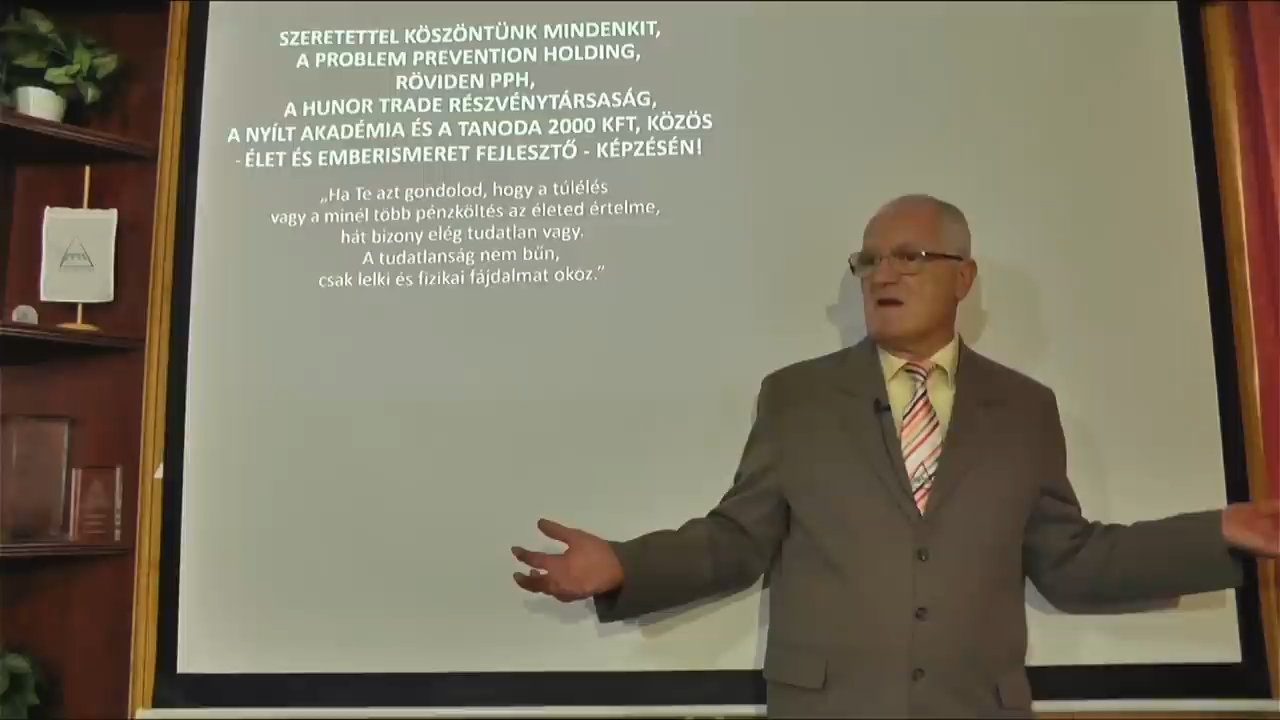 SZERETETTEL KÖSZÖNTÜNK MINDENKIT,
A PROBLEM PREVENTION HOLDING,
RÖVIDEN PPH,
A HUNOR TRADE RÉSZVÉNYTÁRSASÁG,
A NYÍLT AKADÉMIA ÉS A TANODA 2000 KFT, KÖZÖS
- ÉLET ÉS EMBERISMERET FEJLESZTŐ - KÉPZÉSÉN!
„Ha Te azt gondolod, hogy a túlélés
vagy a minél több pénzköltés az életed értelme,
hát bizony elég tudatlan vagy.
A tudatlanság nem bűn,
csak lelki és fizikai fájdalmat okoz.”